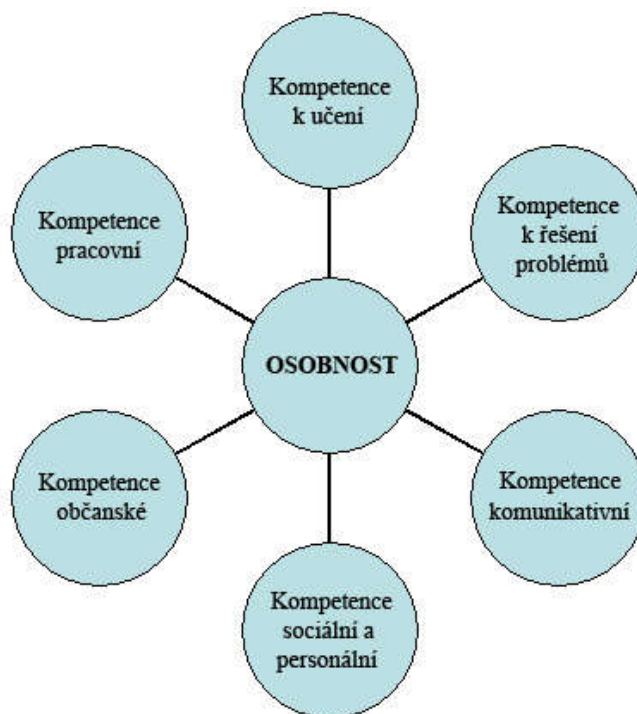 Kompetence
k učení
Kompetence
pracovní
Kompetence
k řešení
problémů
OSOBNOST
Kompetence
občanské
Kompetence
komunikativní
Kompetence
sociální a
personální